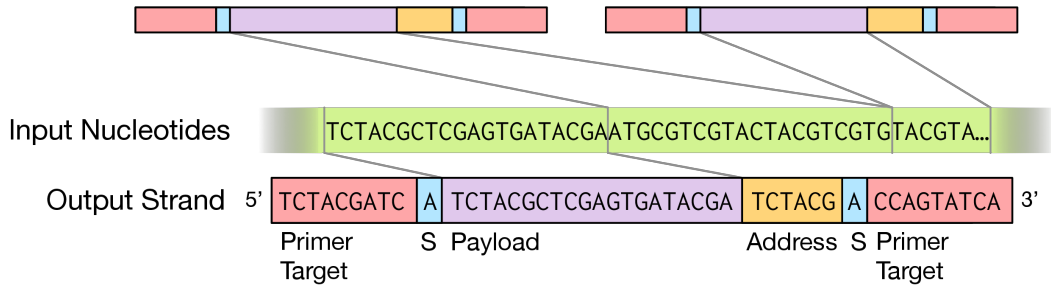 Input Nucleotides TCTACGCTCGAGTGATACGAATGCGTCGTACTACGTCGTGTACGTA...
Output Strand 5’ TCTACGATC A TCTACGCTCGAGTGATACGA TCTACG A CCAGTATCA 3’
Primer Target S Payload Address S Primer Target